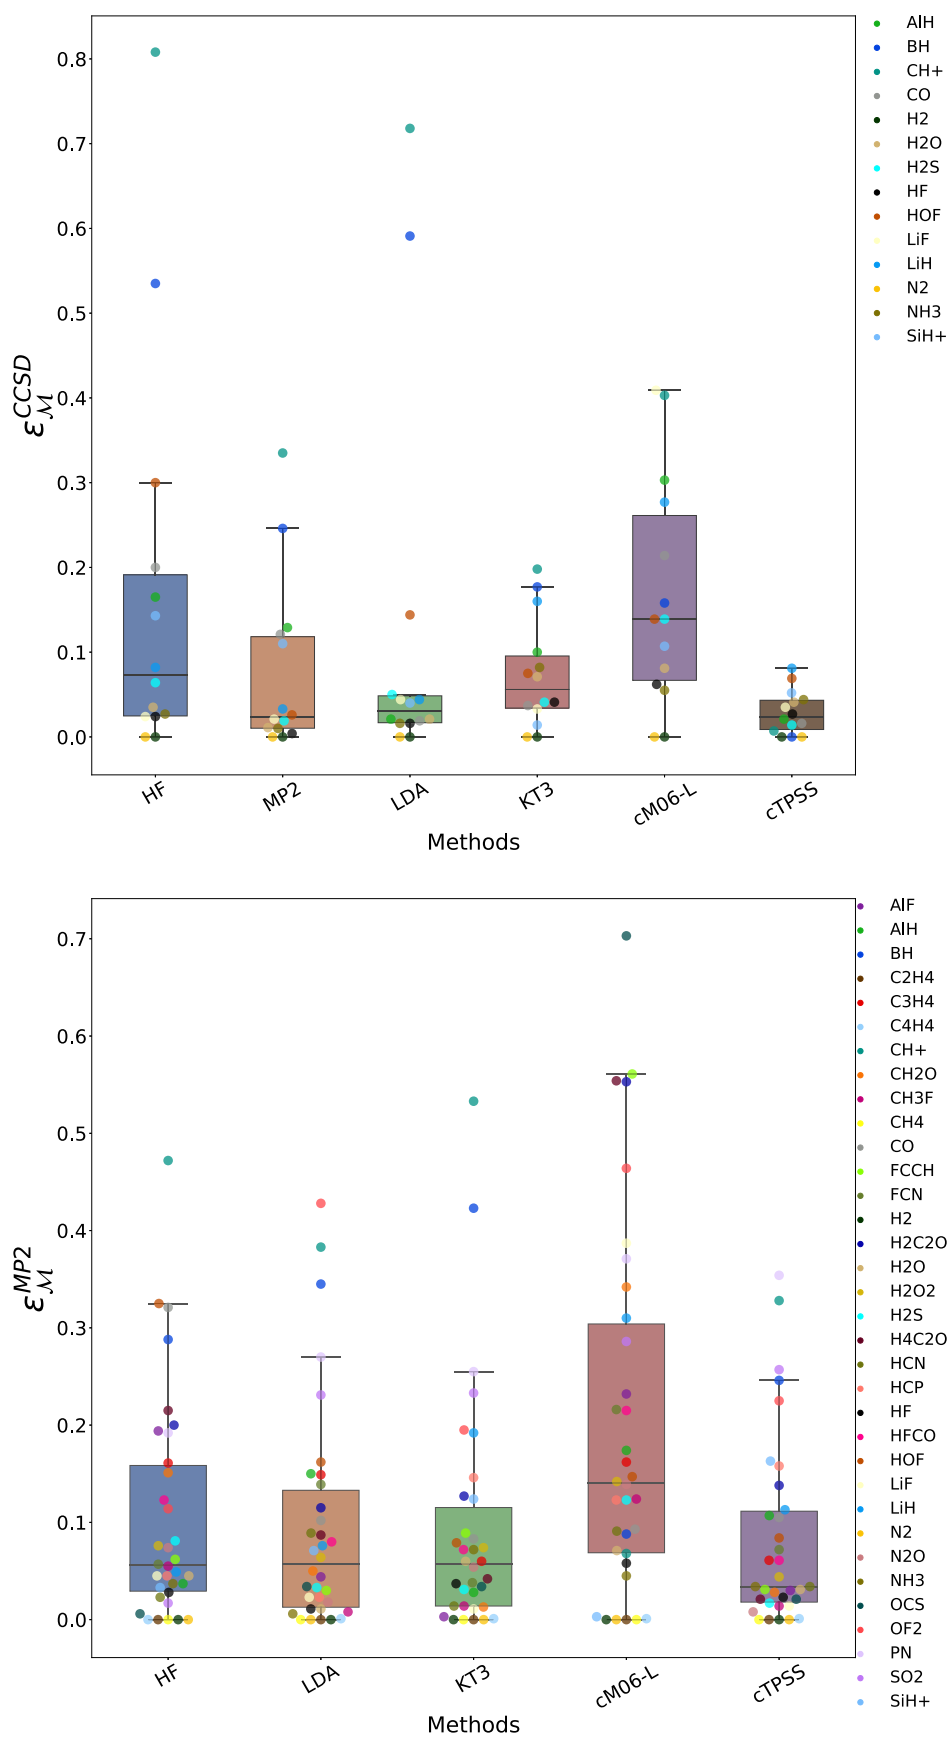 0.8
0.7
0.6
0.5
0.4
0.3
0.2
0.1
0.0
ε_M^CCSD
HF
MP2
LDA
KT3
cM06-L
cTPSS
Methods
AlH
BH
CH+
CO
H2
H2O
H2S
HF
HOF
LiF
LiH
N2
NH3
SiH+
0.7
0.6
0.5
0.4
0.3
0.2
0.1
0.0
ε_M^MP2
HF
LDA
KT3
cM06-L
cTPSS
Methods
AlF
AlH
BH
C2H4
C3H4
C4H4
CH+
CH2O
CH3F
CH4
CO
FCCH
FCN
H2
H2C2O
H2O
H2O2
H2S
H4C2O
HCN
HCP
HF
HFCO
HOF
LiF
LiH
N2
N2O
NH3
OCS
OF2
PN
SO2
SiH+